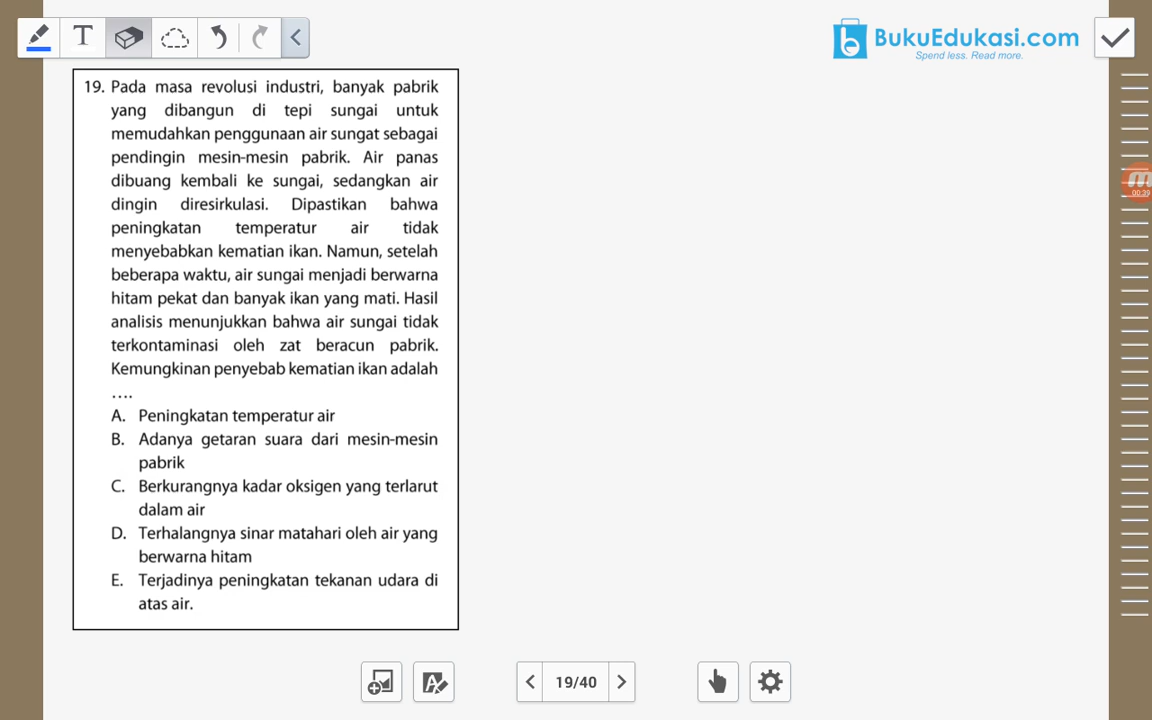 T
BukuEdukasi.com
Spend less. Read more.
19. Pada masa revolusi industri, banyak pabrik
yang dibangun di tepi sungai untuk
memudahkan penggunaan air sungat sebagai
pendingin mesin-mesin pabrik. Air panas
dibuang kembali ke sungai, sedangkan air
dingin diresirkulasi. Dipastikan bahwa
peningkatan temperatur air tidak
menyebabkan kematian ikan. Namun, setelah
beberapa waktu, air sungai menjadi berwarna
hitam pekat dan banyak ikan yang mati. Hasil
analisis menunjukkan bahwa air sungai tidak
terkontaminasi oleh zat beracun pabrik.
Kemungkinan penyebab kematian ikan adalah
....
A. Peningkatan temperatur air
B. Adanya getaran suara dari mesin-mesin
pabrik
C. Berkurangnya kadar oksigen yang terlarut
dalam air
D. Terhalangnya sinar matahari oleh air yang
berwarna hitam
E. Terjadinya peningkatan tekanan udara di
atas air.
00:39
19/40